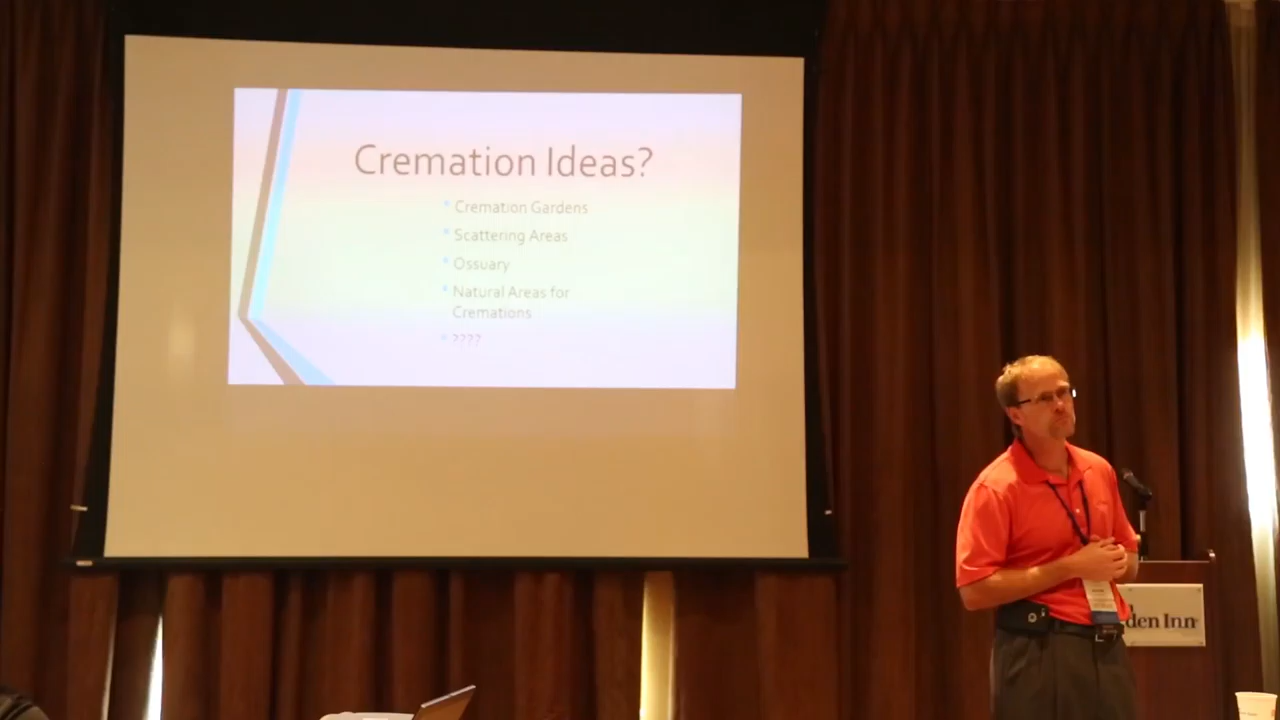 Cremation Ideas?
Cremation Gardens
Scattering Areas
Ossuary
Natural Areas for
Cremations
????
den Inn